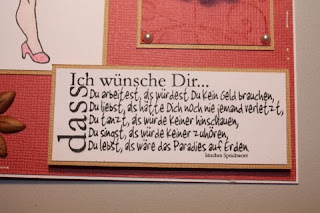 Ich wünsche Dir...
dass
Du arbeitest, als würdest Du kein Geld brauchen,
Du liebst, als hätte Dich noch nie jemand verletzt,
Du tanzt, als würde keiner hinschauen,
Du singst, als würde keiner zuhören,
Du lebst, als wäre das Paradies auf Erden.
Irisches Sprichwort